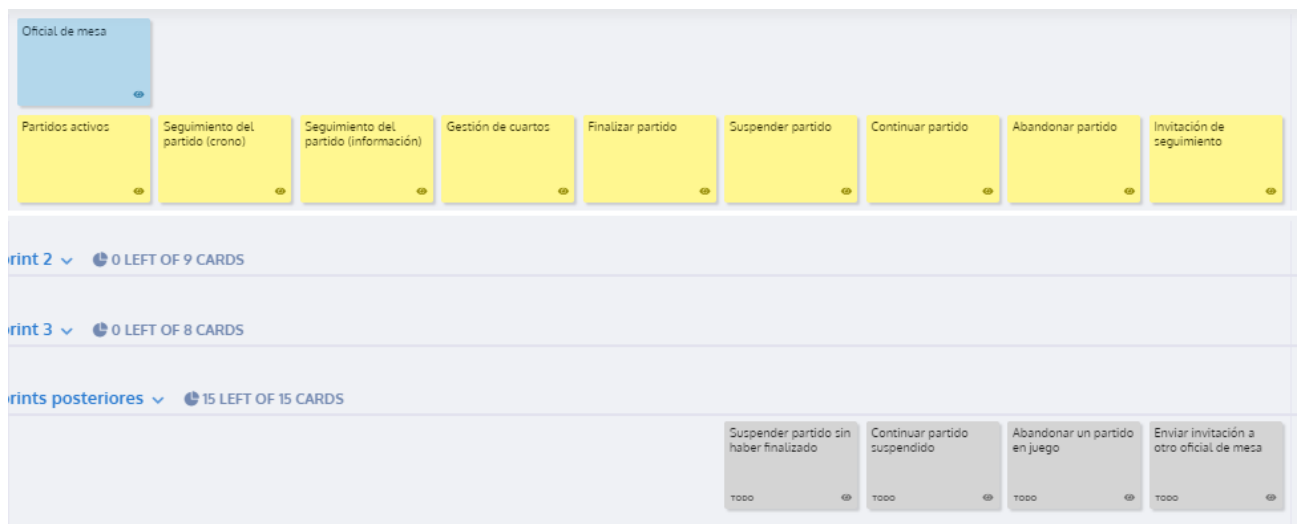 Oficial de mesa
Partidos activos
Seguimiento del
partido (crono)
Seguimiento del
partido (información)
Gestión de cuartos
Finalizar partido
Suspender partido
Continuar partido
Abandonar partido
Invitación de
seguimiento
rint 2
0 LEFT OF 9 CARDS
rint 3
0 LEFT OF 8 CARDS
rints posteriores
15 LEFT OF 15 CARDS
Suspender partido sin
haber finalizado
TODO
Continuar partido
suspendido
TODO
Abandonar un partido
en juego
TODO
Enviar invitación a
otro oficial de mesa
TODO